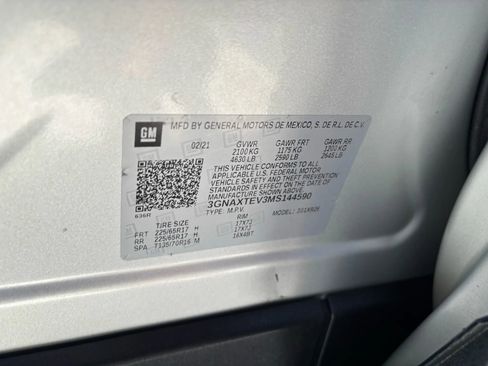 GM
MFD BY GENERAL MOTORS DE MEXICO, S. DE R.L. DE C.V.
02/21 GVWR GAWR FRT GAWR RR
2100 KG 1175 KG 1200 KG
4630 LB 2590 LB 2645 LB
THIS VEHICLE CONFORMS TO ALL
APPLICABLE U.S. FEDERAL MOTOR
VEHICLE SAFETY AND THEFT
PREVENTION STANDARDS IN
EFFECT ON THE DATE OF
MANUFACTURE SHOWN ABOVE.
3GNAXTEV3MS144590
TYPE: M.P.V. MODEL:
636R
TIRE SIZE RIM
FRT 225/65R17 H 17X7J
RR 225/65R17 H 17X7J
SPA T135/70R16 M 16X4BT